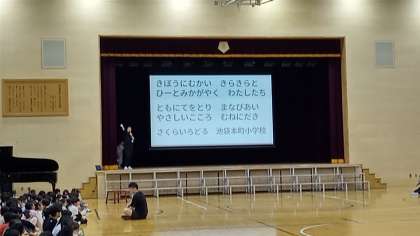 きぼうにむかい　きらきらと
ひーとみかがやく　わたしたち
ともにてをとり　まなびあい
やさしいこころ　むねにだき
さくらいろどる　池袋本町小学校